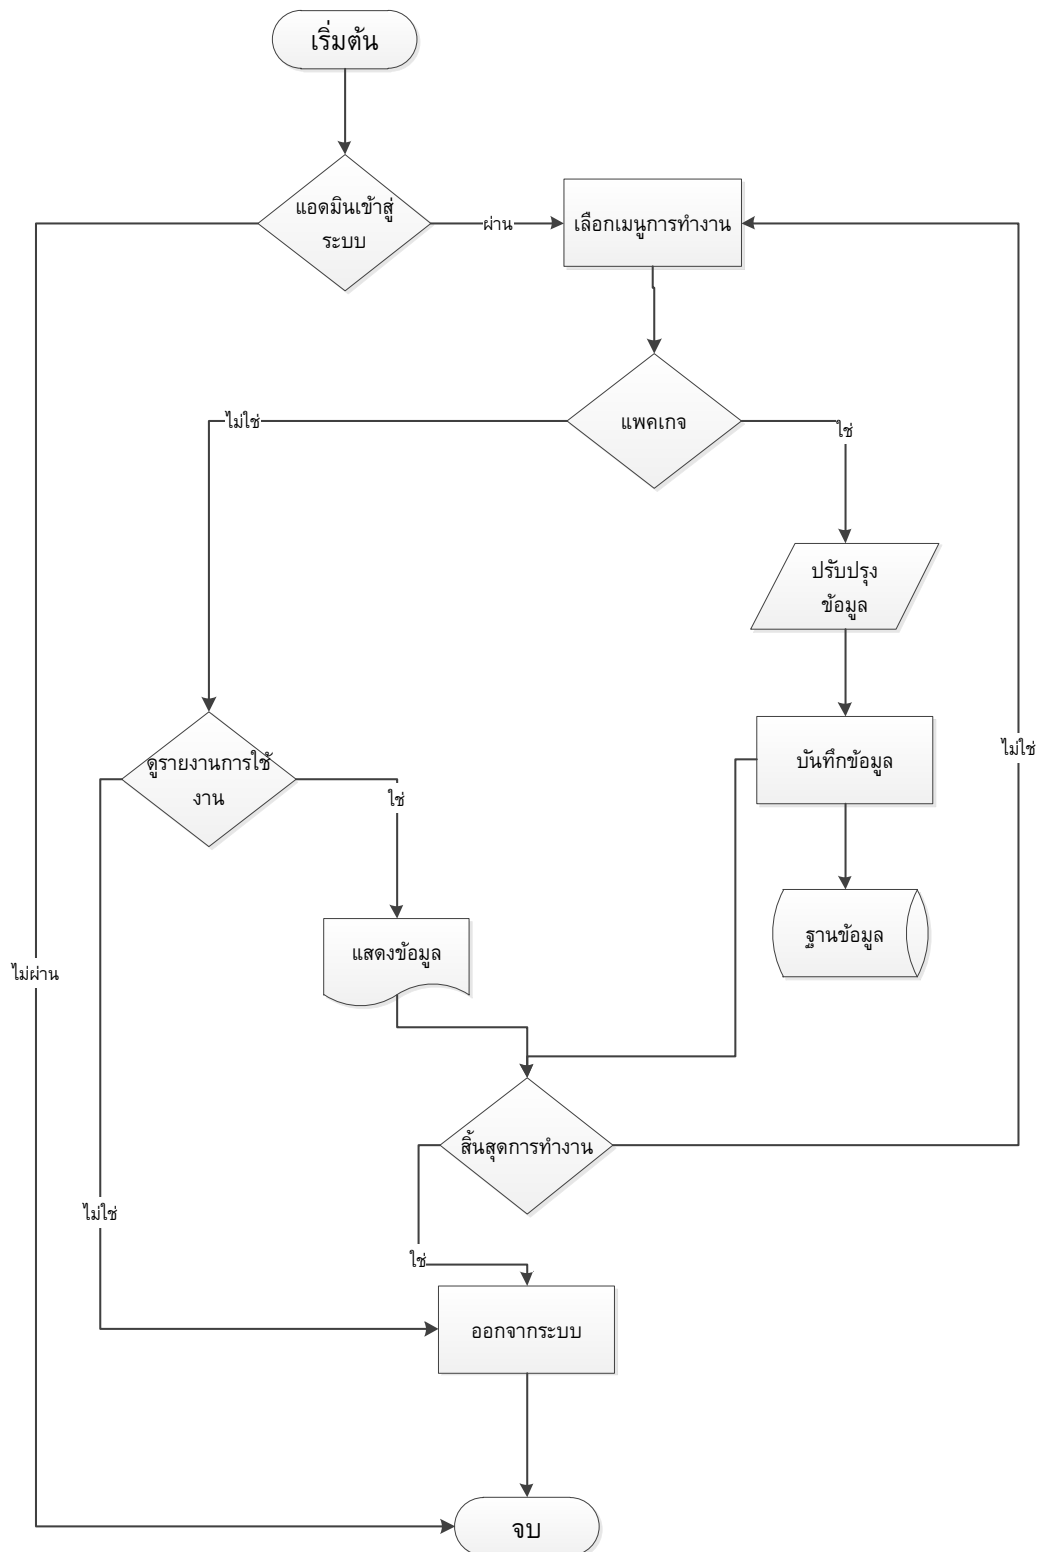 เริ่มต้น
แอดมินเข้าสู่
ระบบ
ผ่าน
เลือกเมนูการทำงาน
ไม่ใช่
แพคเกจ
ใช่
ปรับปรุง
ข้อมูล
ไม่ใช่
ดูรายงานการใช้
งาน
บันทึกข้อมูล
ใช่
ฐานข้อมูล
แสดงข้อมูล
ไม่ผ่าน
สิ้นสุดการทำงาน
ไม่ใช่
ใช่
ออกจากระบบ
จบ